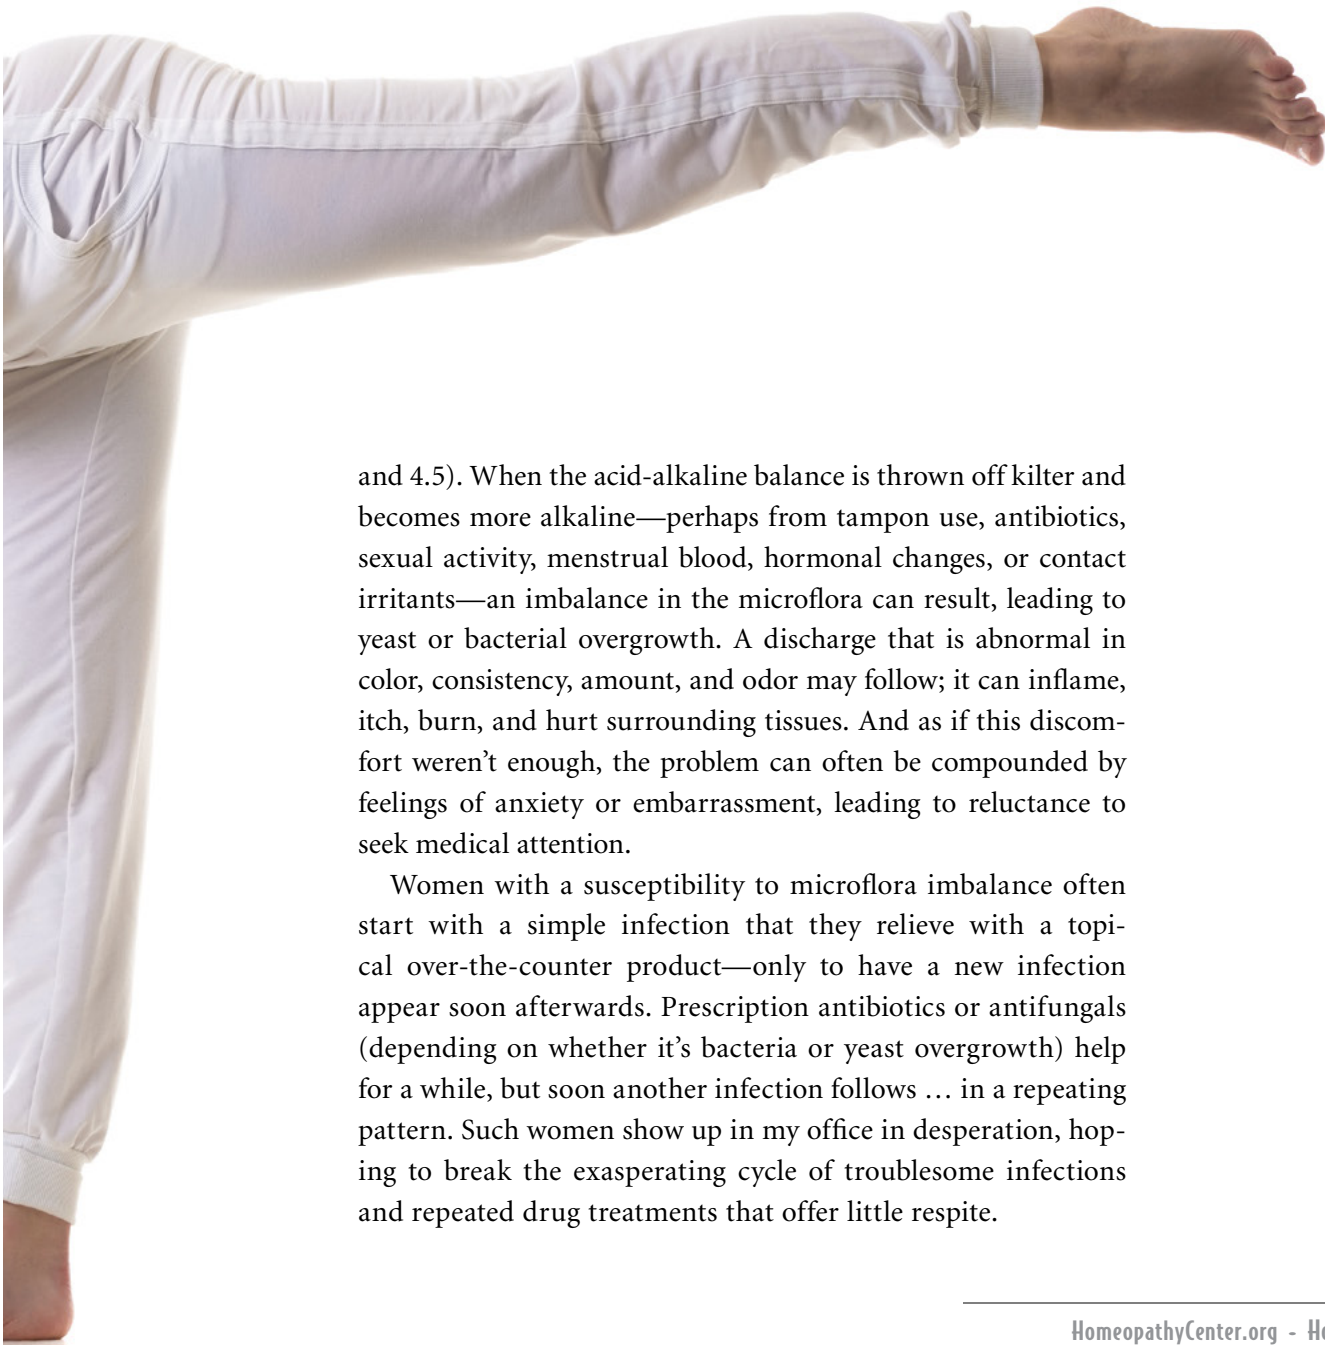 and 4.5). When the acid-alkaline balance is thrown off kilter and
becomes more alkaline—perhaps from tampon use, antibiotics,
sexual activity, menstrual blood, hormonal changes, or contact
irritants—an imbalance in the microflora can result, leading to
yeast or bacterial overgrowth. A discharge that is abnormal in
color, consistency, amount, and odor may follow; it can inflame,
itch, burn, and hurt surrounding tissues. And as if this discom-
fort weren’t enough, the problem can often be compounded by
feelings of anxiety or embarrassment, leading to reluctance to
seek medical attention.
Women with a susceptibility to microflora imbalance often
start with a simple infection that they relieve with a topi-
cal over-the-counter product—only to have a new infection
appear soon afterwards. Prescription antibiotics or antifungals
(depending on whether it’s bacteria or yeast overgrowth) help
for a while, but soon another infection follows … in a repeating
pattern. Such women show up in my office in desperation, hop-
ing to break the exasperating cycle of troublesome infections
and repeated drug treatments that offer little respite.
HomeopathyCenter.org -